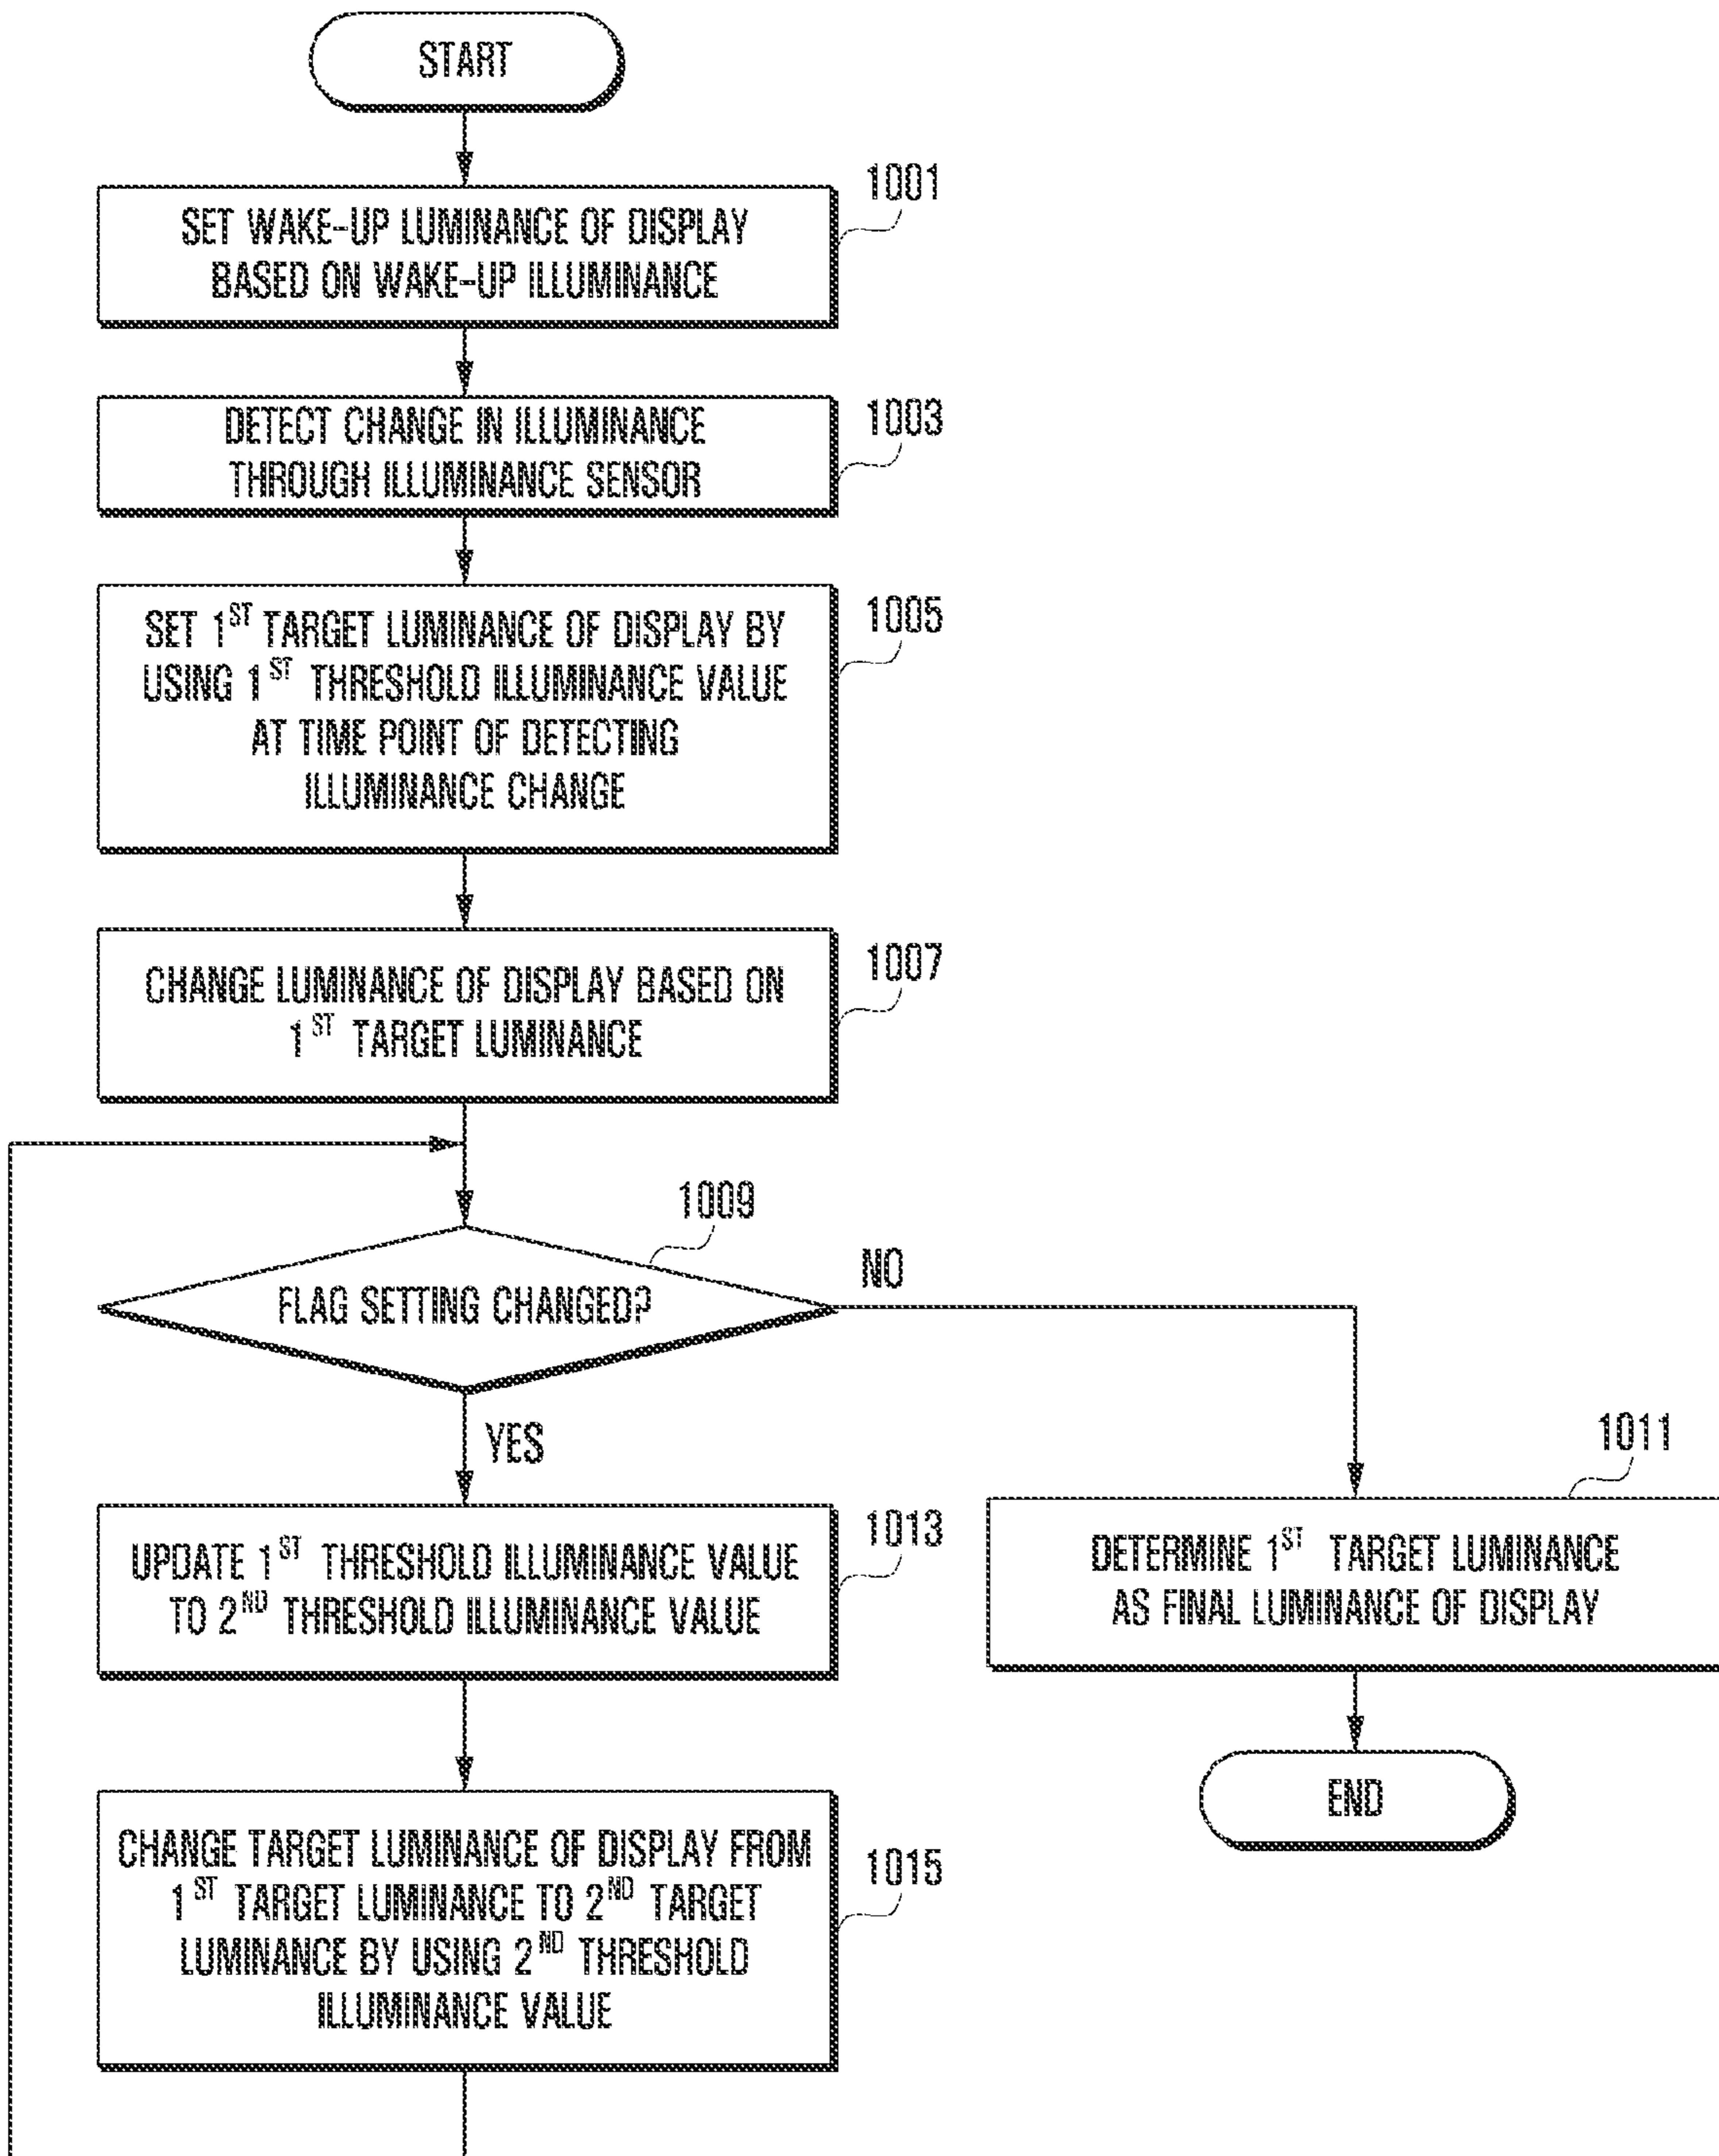 START
1001
SET WAKE-UP LUMINANCE OF DISPLAY
BASED ON WAKE-UP ILLUMINANCE
1003
DETECT CHANGE IN ILLUMINANCE
THROUGH ILLUMINANCE SENSOR
1005
SET 1ST TARGET LUMINANCE OF DISPLAY BY
USING 1ST THRESHOLD ILLUMINANCE VALUE
AT TIME POINT OF DETECTING
ILLUMINANCE CHANGE
1007
CHANGE LUMINANCE OF DISPLAY BASED ON
1ST TARGET LUMINANCE
1009
FLAG SETTING CHANGED?
NO
YES
1011
DETERMINE 1ST TARGET LUMINANCE
AS FINAL LUMINANCE OF DISPLAY
END
1013
UPDATE 1ST THRESHOLD ILLUMINANCE VALUE
TO 2ND THRESHOLD ILLUMINANCE VALUE
1015
CHANGE TARGET LUMINANCE OF DISPLAY FROM
1ST TARGET LUMINANCE TO 2ND TARGET
LUMINANCE BY USING 2ND THRESHOLD
ILLUMINANCE VALUE